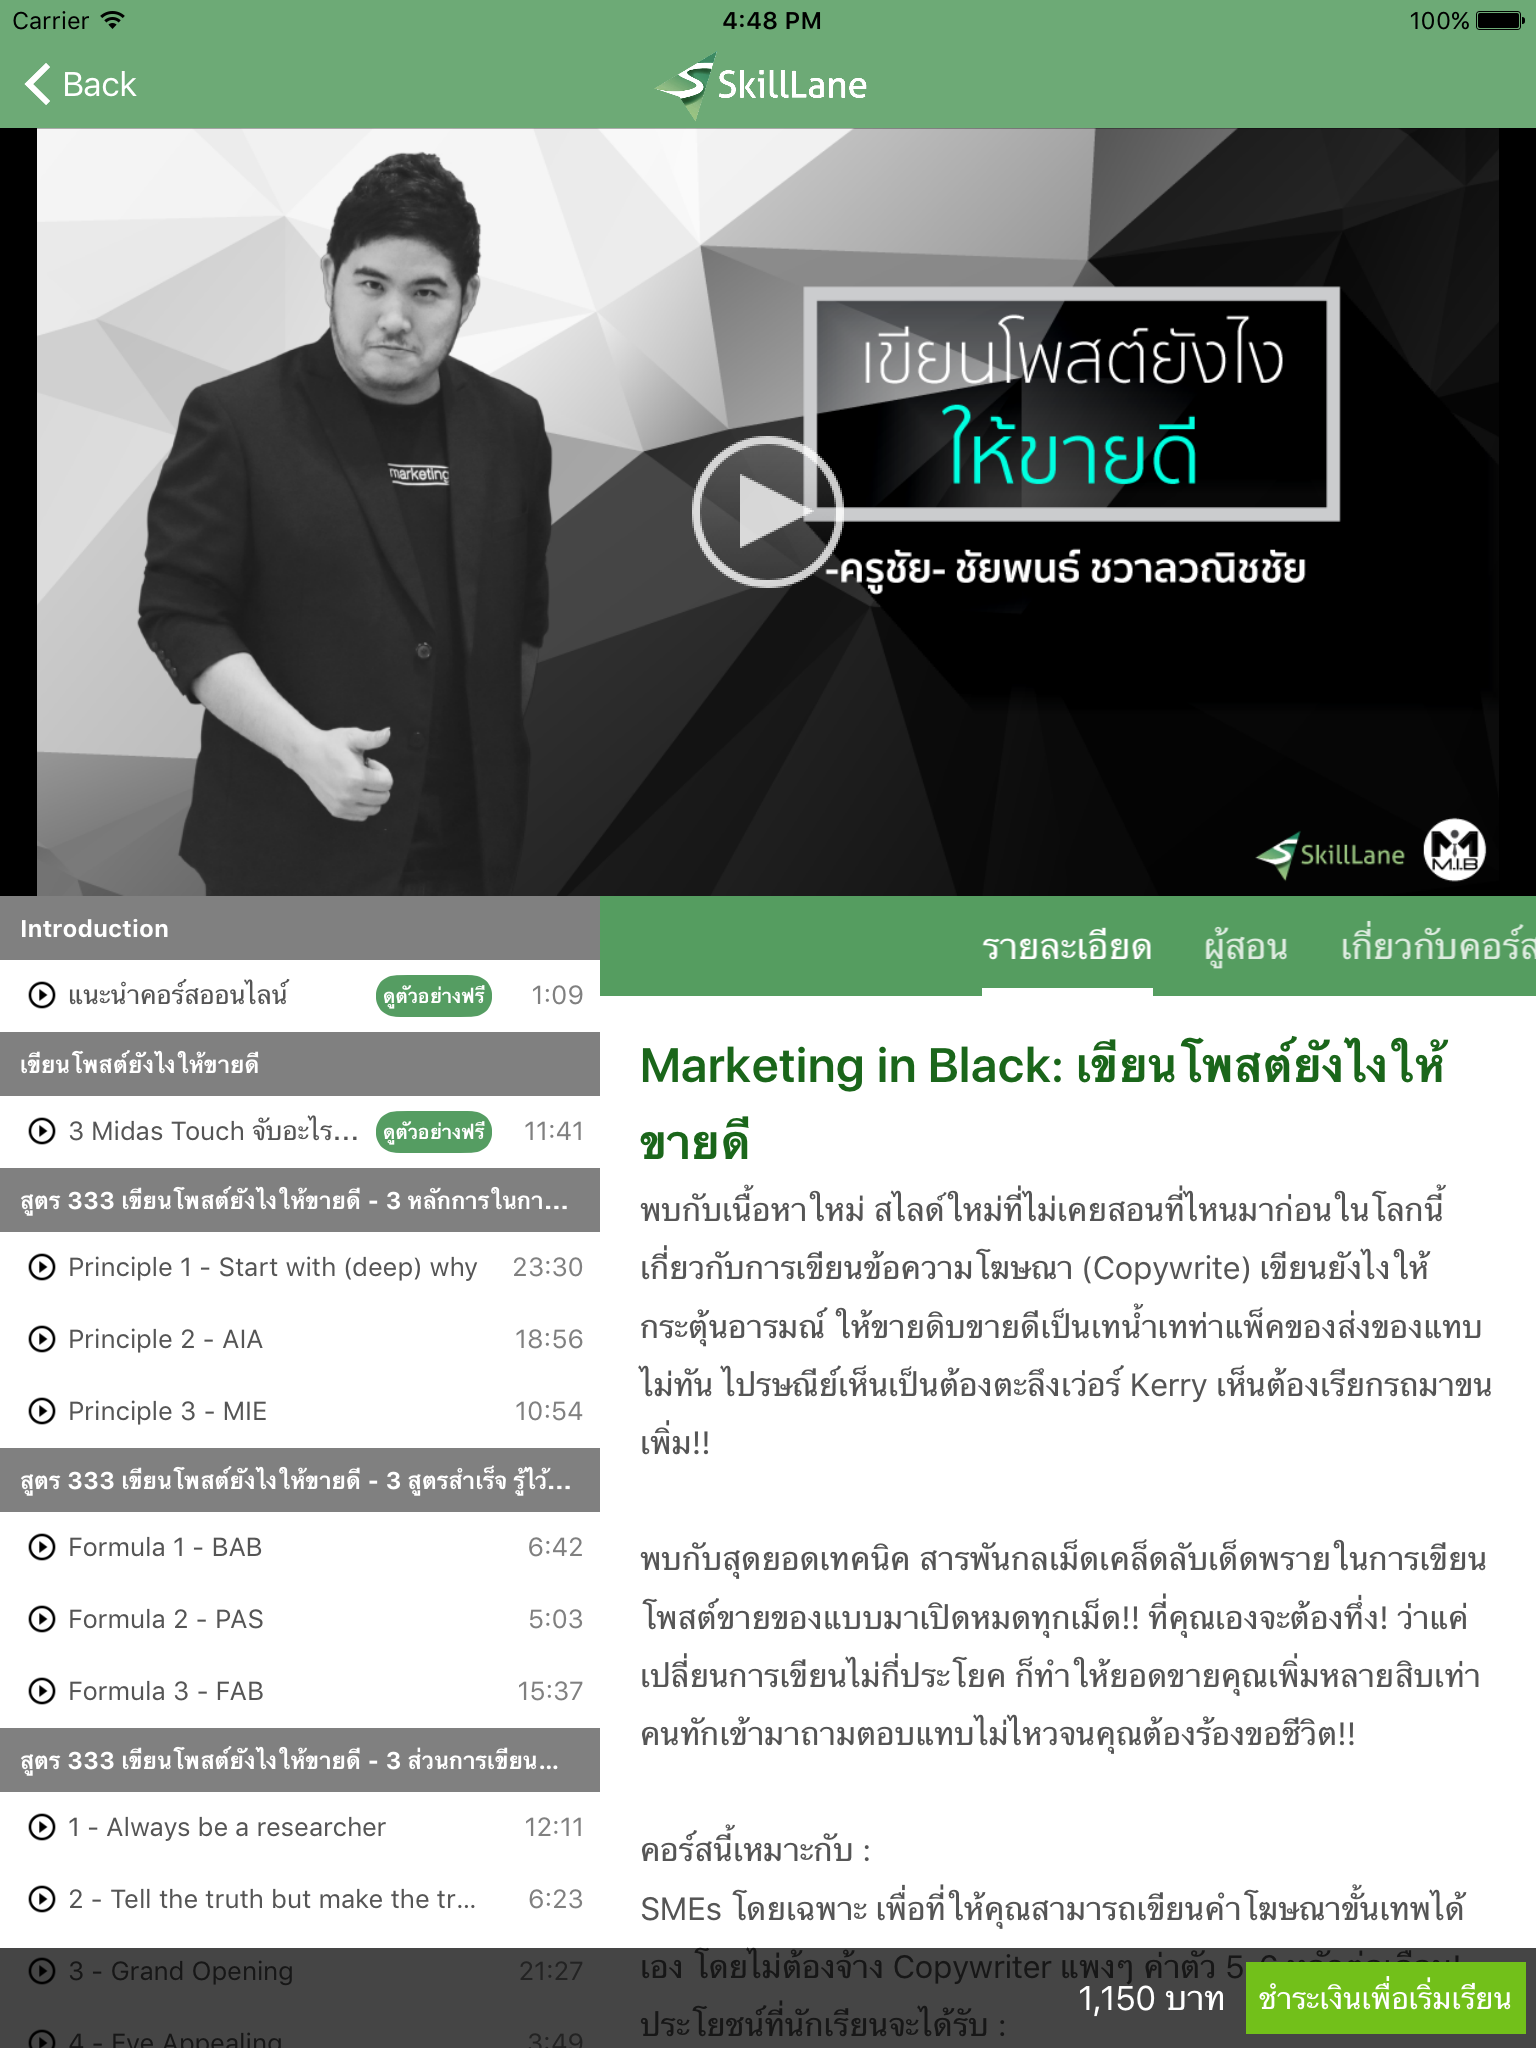 Carrier
4:48 PM
100%
Back
SkillLane
marketing
เขียนโพสต์ยังไง
ให้ขายดี
-ครูชัย- ชัยพนธ์ ชวาลวณิชชัย
SkillLane
M.I.B
Introduction
แนะนำคอร์สออนไลน์ ดูตัวอย่างฟรี 1:09
เขียนโพสต์ยังไงให้ขายดี
3 Midas Touch จับอะไร... ดูตัวอย่างฟรี 11:41
สูตร 333 เขียนโพสต์ยังไงให้ขายดี - 3 หลักการในกา...
Principle 1 - Start with (deep) why 23:30
Principle 2 - AIA 18:56
Principle 3 - MIE 10:54
สูตร 333 เขียนโพสต์ยังไงให้ขายดี - 3 สูตรสำเร็จ รู้ไว้...
Formula 1 - BAB 6:42
Formula 2 - PAS 5:03
Formula 3 - FAB 15:37
สูตร 333 เขียนโพสต์ยังไงให้ขายดี - 3 ส่วนการเขียน...
1 - Always be a researcher 12:11
2 - Tell the truth but make the tr... 6:23
3 - Grand Opening 21:27
4 - Eye Appealing 3:49
รายละเอียด ผู้สอน เกี่ยวกับคอร์ส
Marketing in Black: เขียนโพสต์ยังไงให้
ขายดี
พบกับเนื้อหาใหม่ สไลด์ใหม่ที่ไม่เคยสอนที่ไหนมาก่อนในโลกนี้
เกี่ยวกับการเขียนข้อความโฆษณา (Copywrite) เขียนยังไงให้
กระตุ้นอารมณ์ ให้ขายดิบขายดีเป็นเทน้ำเทท่าแพ็คของส่งของแทบ
ไม่ทัน ไปรษณีย์เห็นเป็นต้องตะลึงเว่อร์ Kerry เห็นต้องเรียกรถมาขน
เพิ่ม!!
พบกับสุดยอดเทคนิค สารพันกลเม็ดเคล็ดลับเด็ดพรายในการเขียน
โพสต์ขายของแบบมาเปิดหมดทุกเม็ด!! ที่คุณเองจะต้องทึ่ง! ว่าแค่
เปลี่ยนการเขียนไม่กี่ประโยค ก็ทำให้ยอดขายคุณเพิ่มหลายสิบเท่า
คนทักเข้ามาถามตอบแทบไม่ไหวจนคุณต้องร้องขอชีวิต!!
คอร์สนี้เหมาะกับ :
SMEs โดยเฉพาะ เพื่อที่ให้คุณสามารถเขียนคำโฆษณาขั้นเทพได้
เอง โดยไม่ต้องจ้าง Copywriter แพงๆ ค่าตัว
ประโยชน์ที่นักเรียนจะได้รับ :
1,150 บาท
ชำระเงินเพื่อเริ่มเรียน